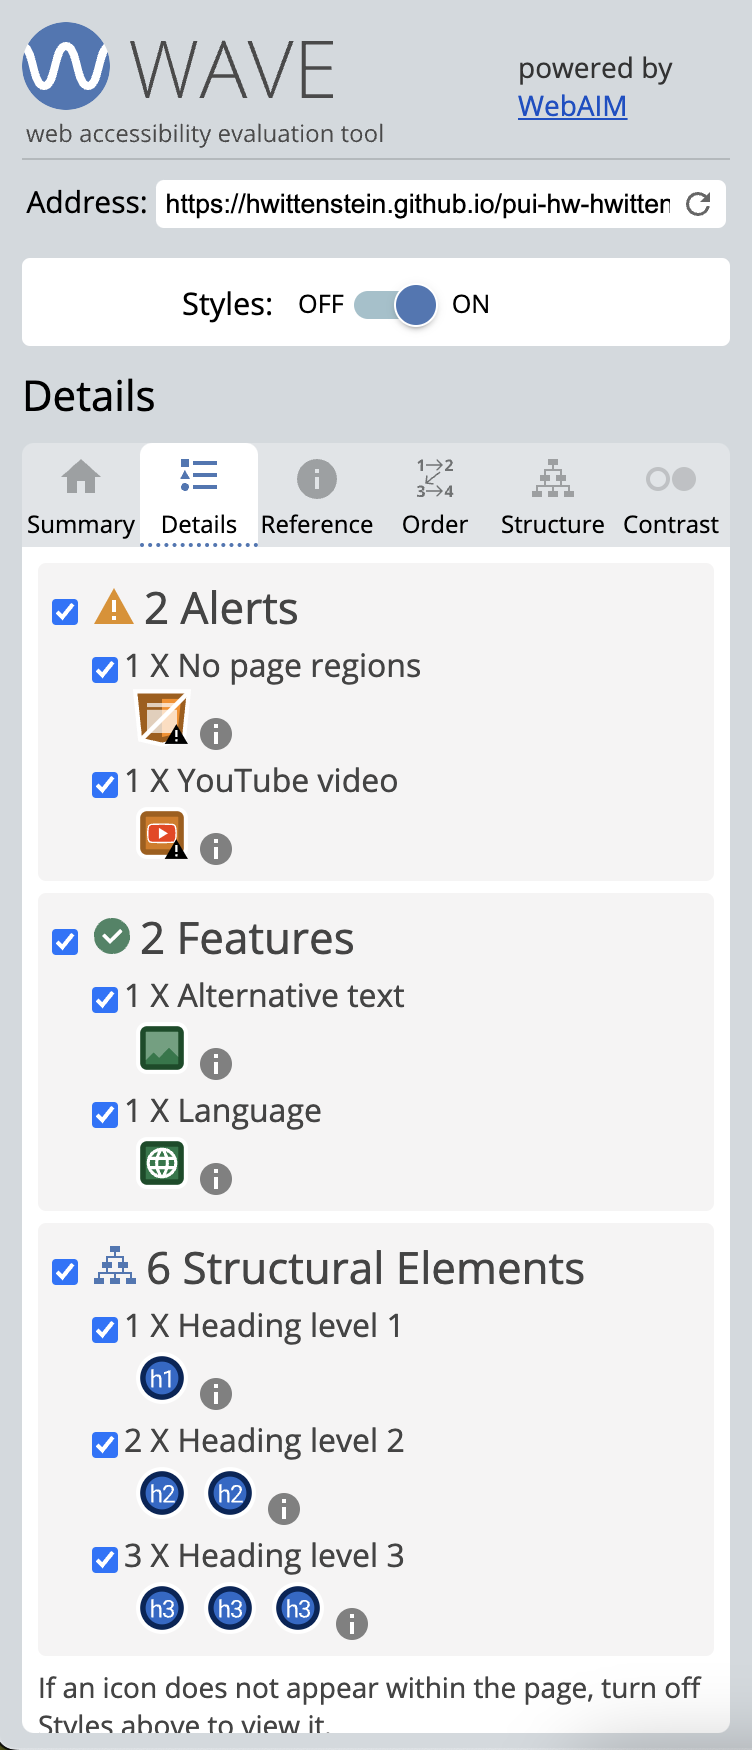 WAVE
web accessibility evaluation tool
powered by
WebAIM
Address: https://hwittenstein.github.io/pui-hw-hwitten
Styles: OFF ON
Details
Summary Details Reference Order Structure Contrast
2 Alerts
1 X No page regions
1 X YouTube video
2 Features
1 X Alternative text
1 X Language
6 Structural Elements
1 X Heading level 1
h1
2 X Heading level 2
h2 h2
3 X Heading level 3
h3 h3 h3
If an icon does not appear within the page, turn off
Styles above to view it.